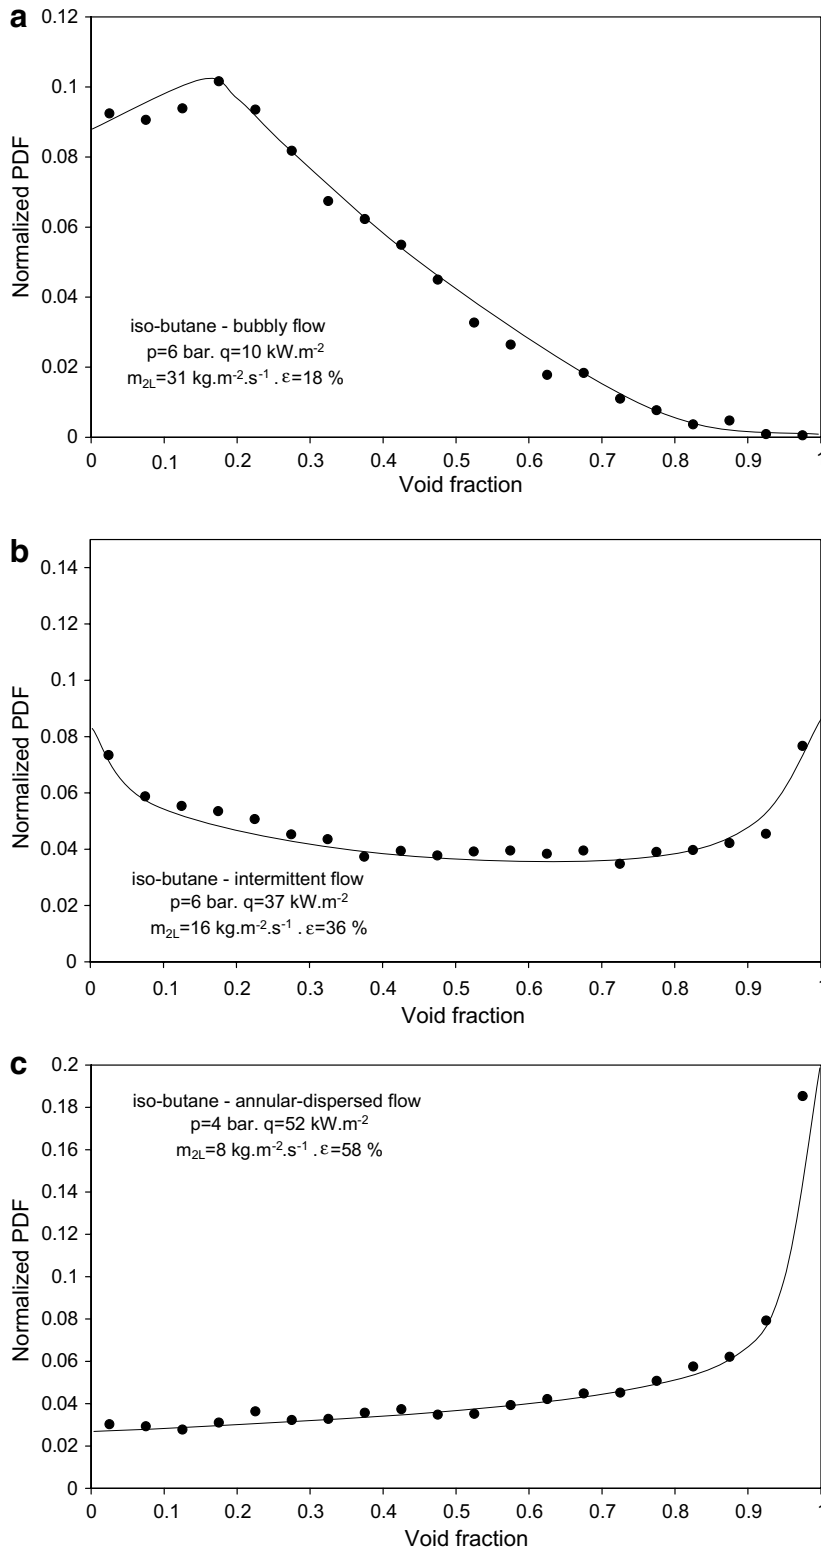 a
0.12
0.1
0.08
0.06
0.04
0.02
0
Normalized PDF
iso-butane - bubbly flow
p=6 bar. q=10 kW.m-2
m2L=31 kg.m-2.s-1 . ε=18 %
0 0.1 0.2 0.3 0.4 0.5 0.6 0.7 0.8 0.9 1
Void fraction
b
0.14
0.12
0.1
0.08
0.06
0.04
0.02
0
Normalized PDF
iso-butane - intermittent flow
p=6 bar. q=37 kW.m-2
m2L=16 kg.m-2.s-1 . ε=36 %
0 0.1 0.2 0.3 0.4 0.5 0.6 0.7 0.8 0.9 1
Void fraction
c
0.2
0.18
0.16
0.14
0.12
0.1
0.08
0.06
0.04
0.02
0
Normalized PDF
iso-butane - annular-dispersed flow
p=4 bar. q=52 kW.m-2
m2L=8 kg.m-2.s-1 . ε=58 %
0 0.1 0.2 0.3 0.4 0.5 0.6 0.7 0.8 0.9 1
Void fraction